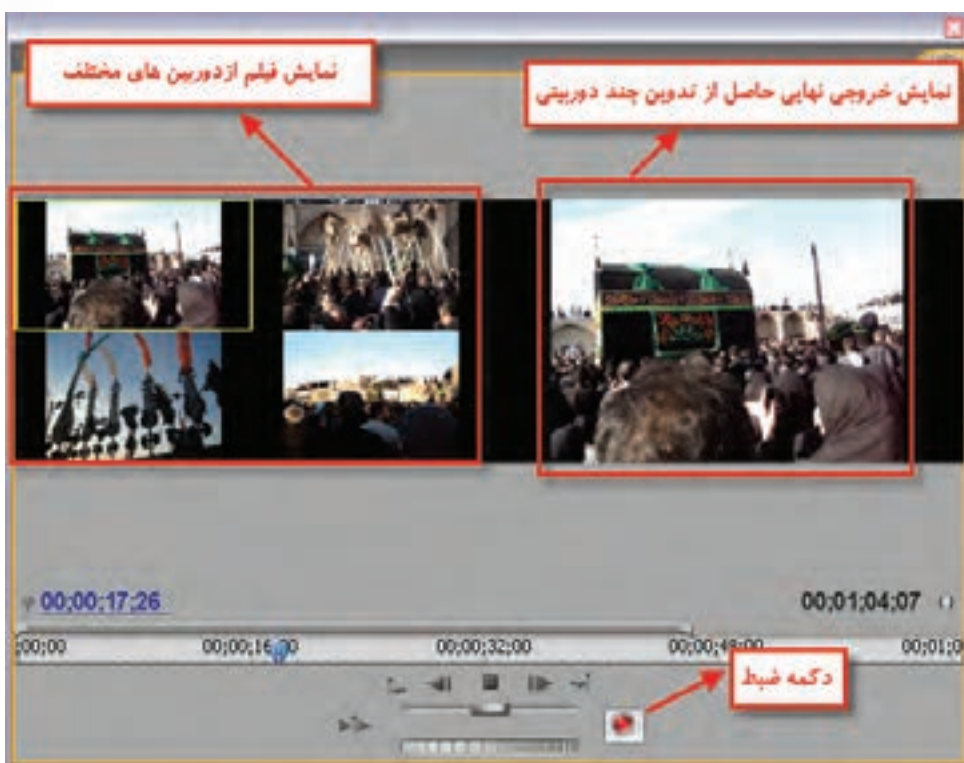 نمایش فیلم ازدوربین های مختلف
نمایش خروجی نهایی حاصل از تدوین چند دوربینی
00;00;17;26
00;01;04;07
;00;00
00;00;16;00
00;00;32;00
00;00;48;00
00;01;0
دکمه ضبط